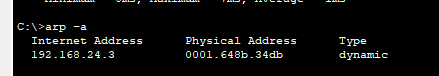 C:\>arp -a
Internet Address Physical Address Type
192.168.24.3 0001.648b.34db dynamic